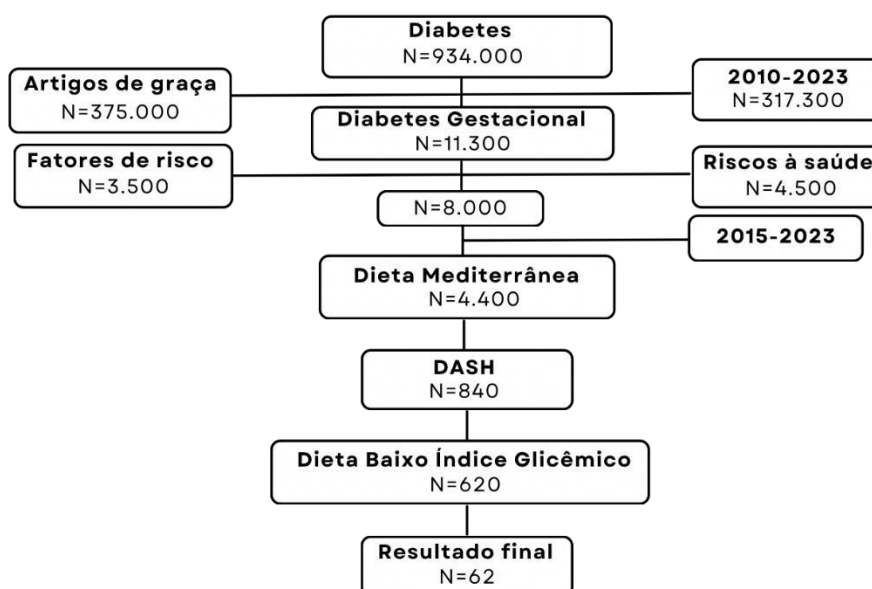 Diabetes
N=934.000
Artigos de graça
N=375.000
2010-2023
N=317.300
Diabetes Gestacional
N=11.300
Fatores de risco
N=3.500
Riscos à saúde
N=4.500
N=8.000
2015-2023
Dieta Mediterrânea
N=4.400
DASH
N=840
Dieta Baixo Índice Glicêmico
N=620
Resultado final
N=62